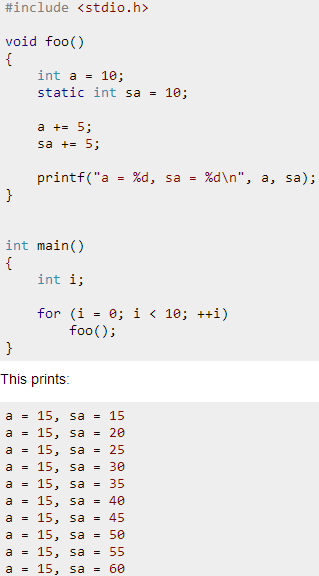 #include <stdio.h>
void foo()
{
    int a = 10;
    static int sa = 10;
    a += 5;
    sa += 5;
    printf("a = %d, sa = %d\n", a, sa);
}
int main()
{
    int i;
    for (i = 0; i < 10; ++i)
        foo();
}
This prints:
a = 15, sa = 15
a = 15, sa = 20
a = 15, sa = 25
a = 15, sa = 30
a = 15, sa = 35
a = 15, sa = 40
a = 15, sa = 45
a = 15, sa = 50
a = 15, sa = 55
a = 15, sa = 60